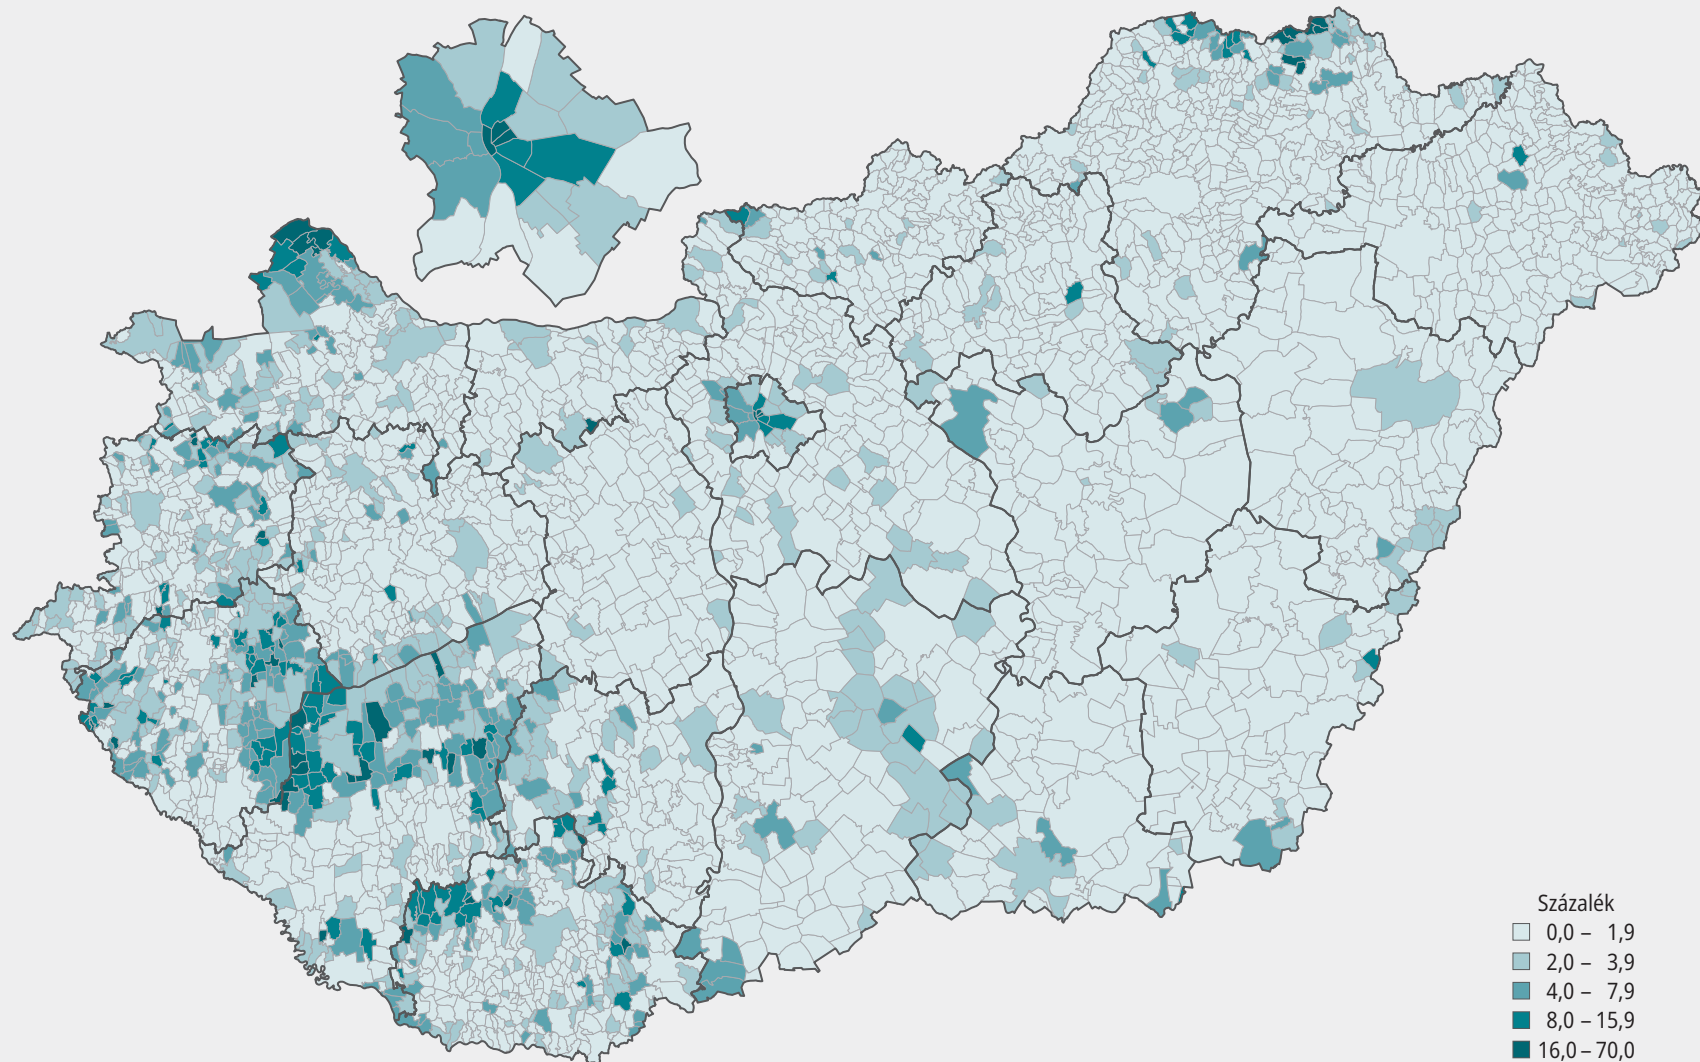 Százalék
0,0 – 1,9
2,0 – 3,9
4,0 – 7,9
8,0 – 15,9
16,0 – 70,0